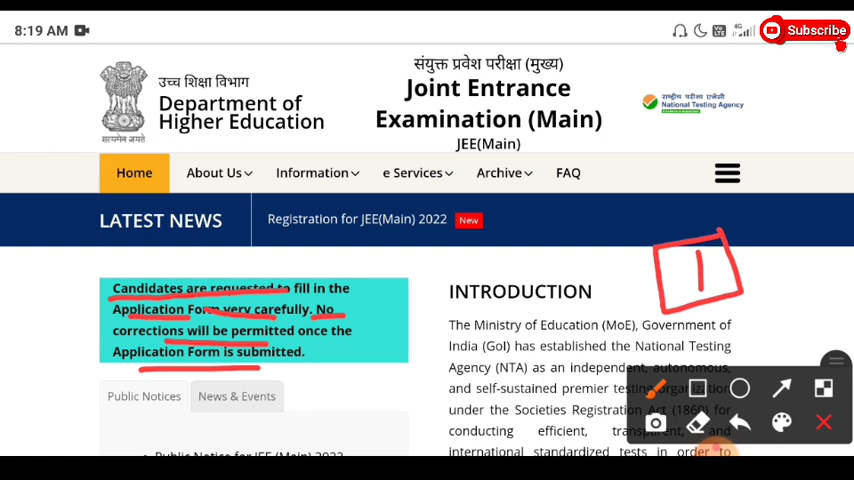 8:19 AM
4G
Subscribe
उच्च शिक्षा विभाग
Department of
Higher Education
सत्यमेव जयते
संयुक्त प्रवेश परीक्षा (मुख्य)
Joint Entrance
Examination (Main)
JEE(Main)
राष्ट्रीय परीक्षा एजेंसी
National Testing Agency
Home About Us Information e Services Archive FAQ
LATEST NEWS Registration for JEE(Main) 2022 New
1
Candidates are requested to fill in the
Application Form very carefully. No
corrections will be permitted once the
Application Form is submitted.
Public Notices News & Events
Public Notice for JEE (Main) 2022
INTRODUCTION
The Ministry of Education (MoE), Government of
India (GoI) has established the National Testing
Agency (NTA) as an independent, autonomous,
and self-sustained premier testing organization
under the Societies Registration Act (1860) for
conducting efficient, transparent, and
international standardized tests in order to